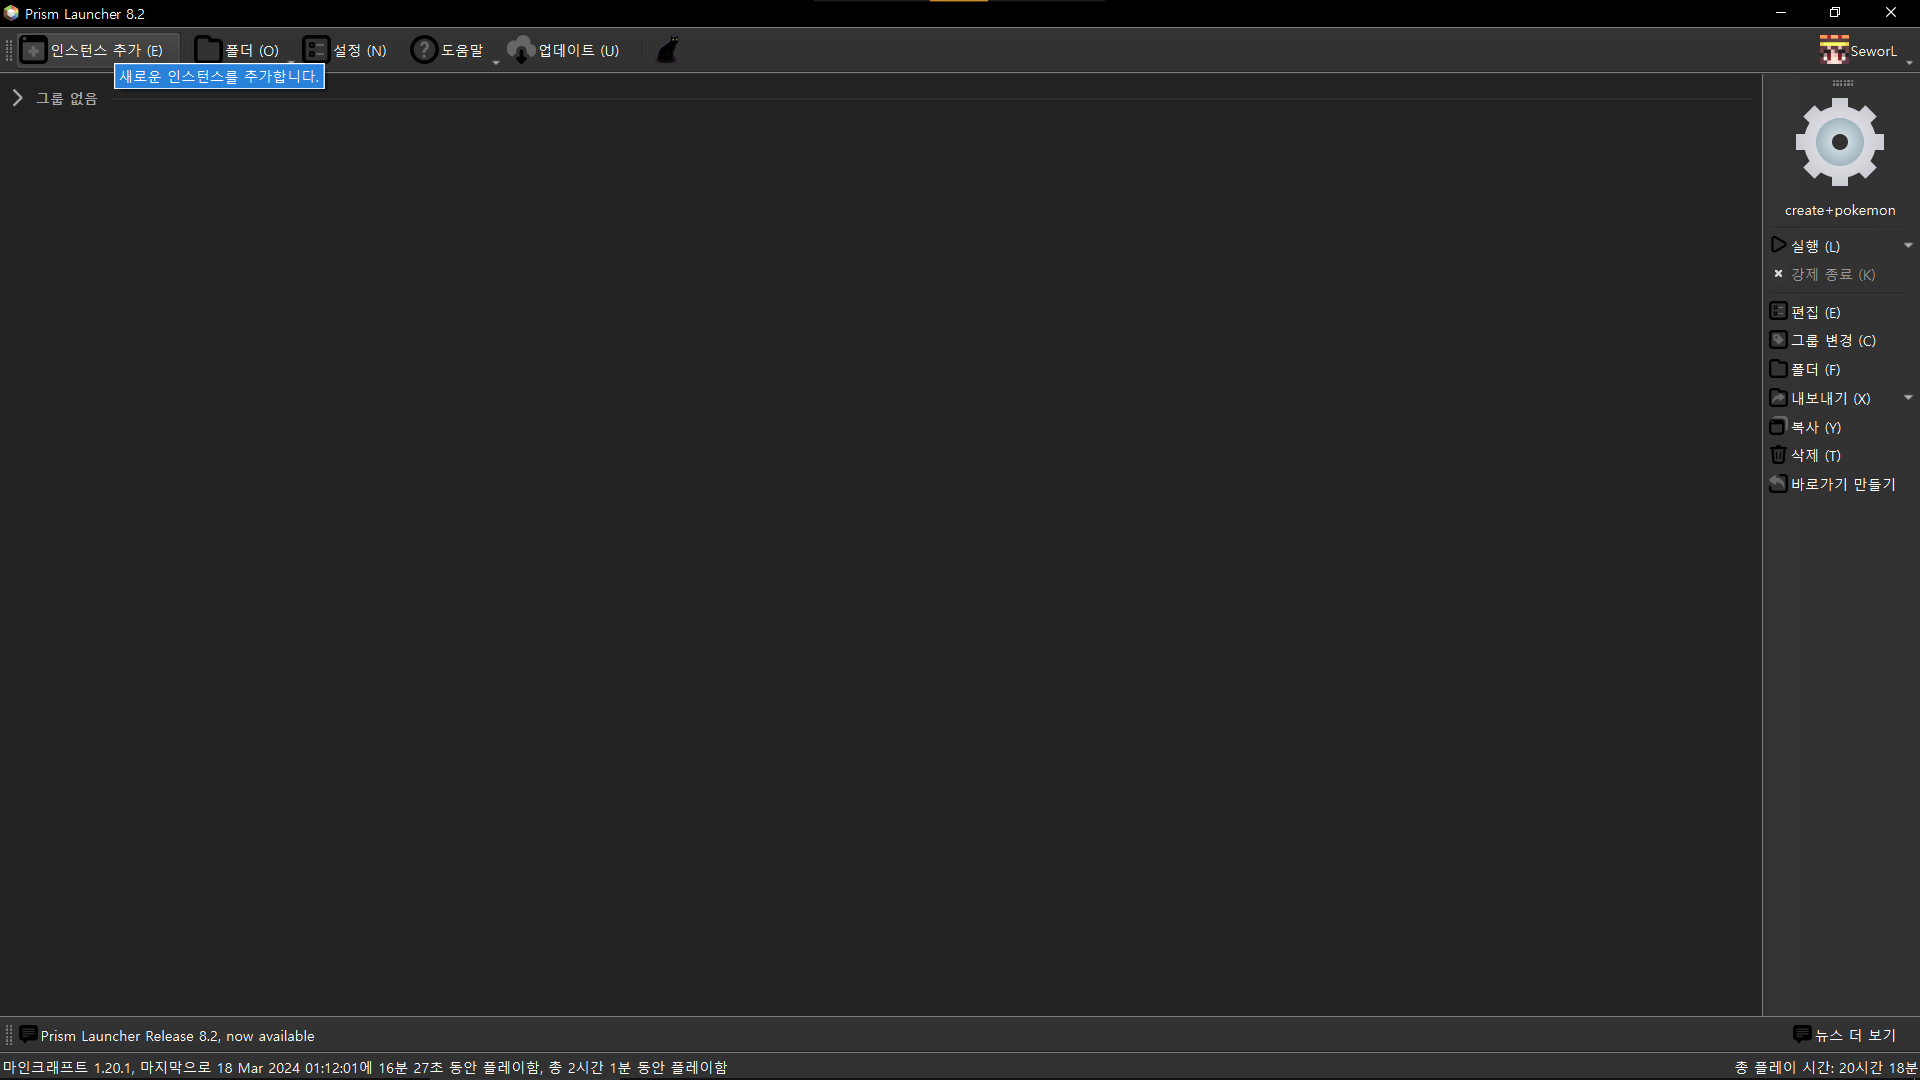 Prism Launcher 8.2
인스턴스 추가 (E) 폴더 (O) 설정 (N) 도움말 업데이트 (U) SeworL
새로운 인스턴스를 추가합니다.
그룹 없음
create+pokemon
실행 (L)
강제 종료 (K)
편집 (E)
그룹 변경 (C)
폴더 (F)
내보내기 (X)
복사 (Y)
삭제 (T)
바로가기 만들기
Prism Launcher Release 8.2, now available 뉴스 더 보기
마인크래프트 1.20.1, 마지막으로 18 Mar 2024 01:12:01에 16분 27초 동안 플레이함, 총 2시간 1분 동안 플레이함 총 플레이 시간: 20시간 18분